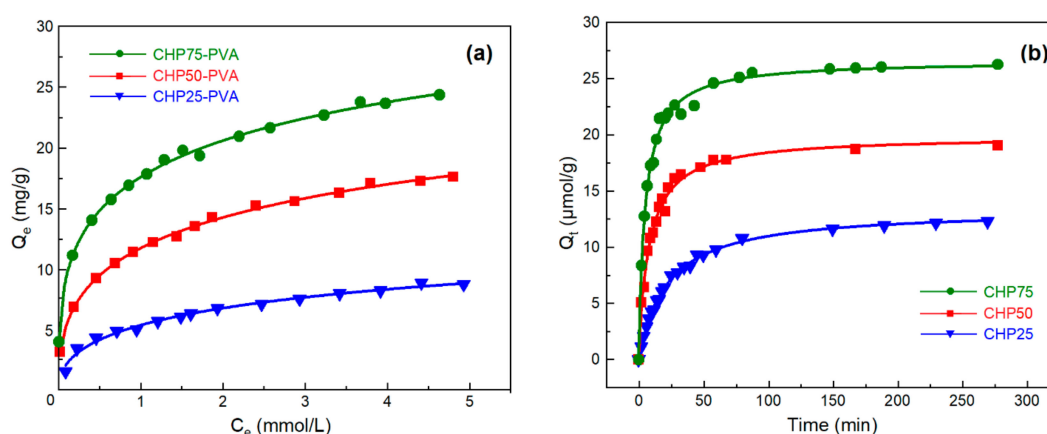 (a)
CHP75-PVA
CHP50-PVA
CHP25-PVA
30
25
20
15
10
5
0 1 2 3 4 5
Qe (mg/g)
Ce (mmol/L)
(b)
30
25
20
15
10
5
0
0 50 100 150 200 250 300
Qt (μmol/g)
CHP75
CHP50
CHP25
Time (min)